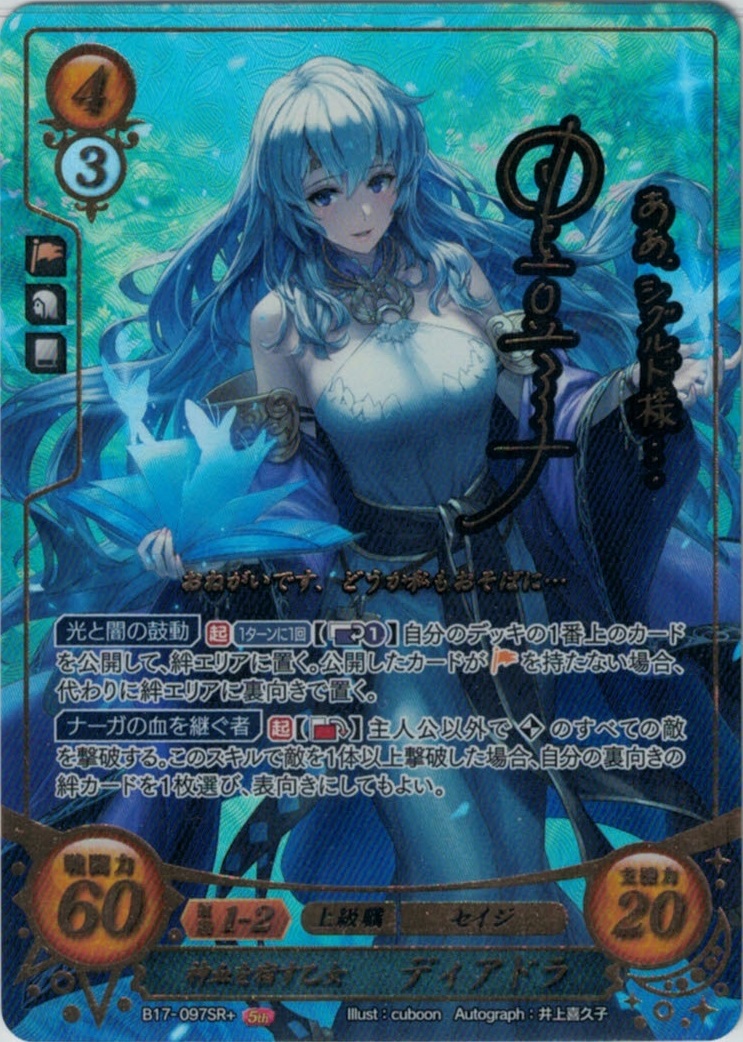 4
3
ああ、シグルド様…。
おねがいです、どうか私もおそばに…
光と闇の鼓動 起 1ターンに1回【1】自分のデッキの1番上のカード
を公開して、絆エリアに置く。公開したカードがを持たない場合、
代わりに絆エリアに裏向きで置く。
ナーガの血を継ぐ者 起【】主人公以外で のすべての敵
を撃破する。このスキルで敵を1体以上撃破した場合、自分の裏向きの
絆カードを1枚選び、表向きにしてもよい。
戦闘力
60
射程 1-2
上級職
セイジ
支援力
20
神血を宿す乙女 ディアドラ
B17-097SR+ 5th Illust：cuboon Autograph：井上喜久子